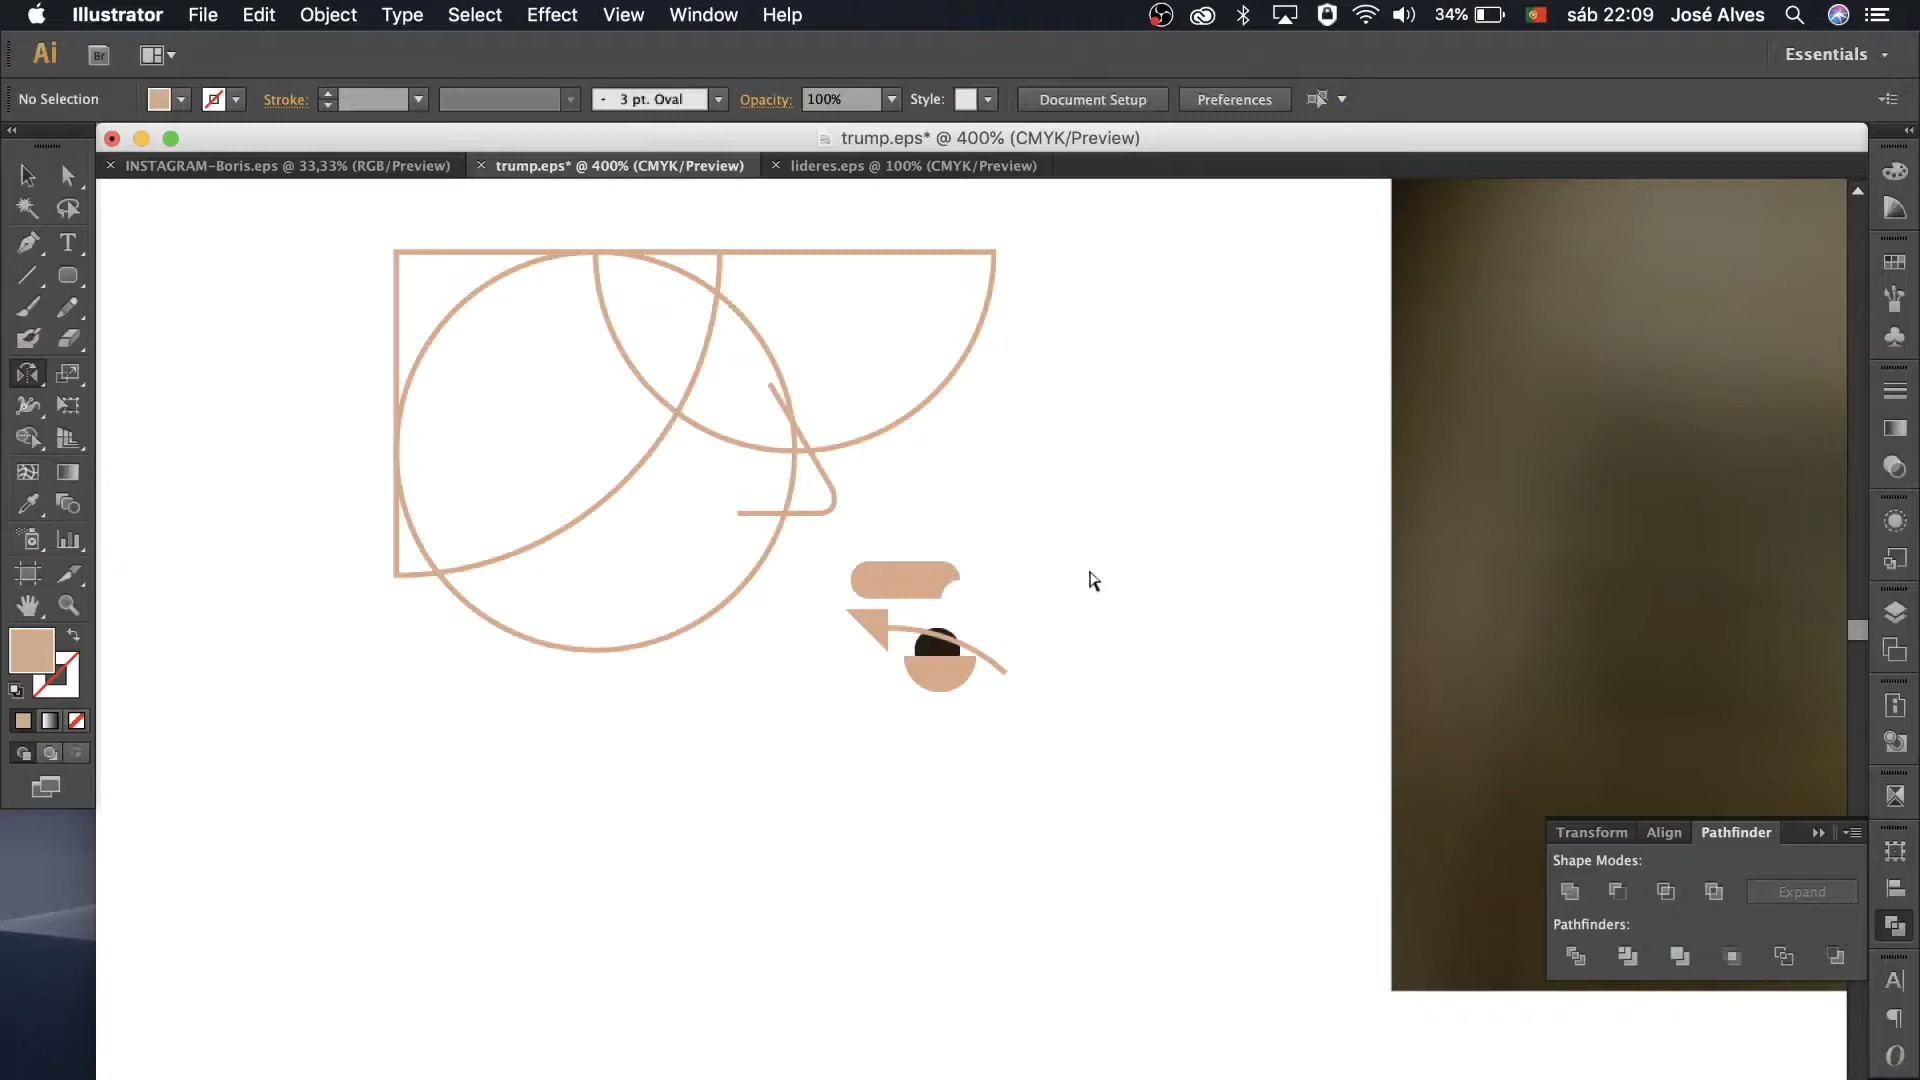 Illustrator File Edit Object Type Select Effect View Window Help 34% sáb 22:09 José Alves
Ai Br Essentials
No Selection Stroke: 3 pt. Oval Opacity: 100% Style: Document Setup Preferences
trump.eps* @ 400% (CMYK/Preview)
INSTAGRAM-Boris.eps @ 33,33% (RGB/Preview) trump.eps* @ 400% (CMYK/Preview) lideres.eps @ 100% (CMYK/Preview)
Transform Align Pathfinder
Shape Modes:
Expand
Pathfinders: